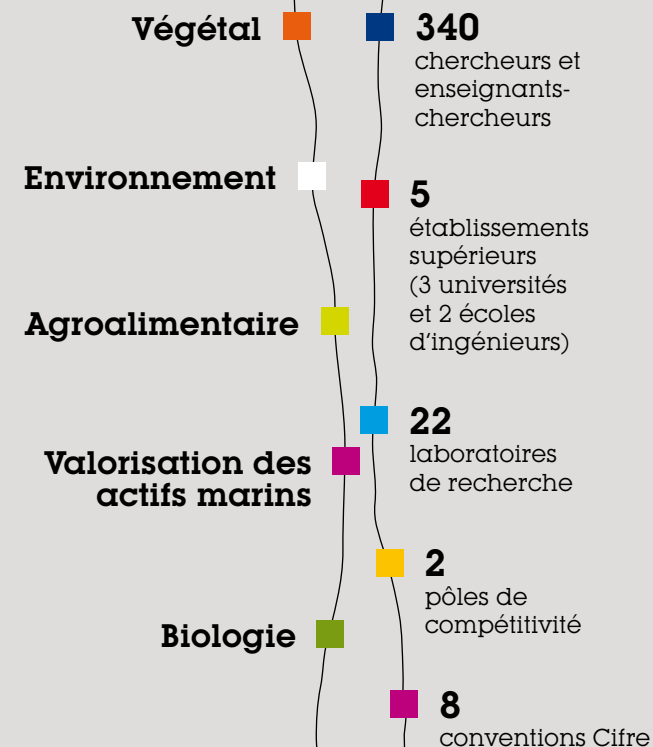 Végétal
Environnement
Agroalimentaire
Valorisation des
actifs marins
Biologie
340
chercheurs et
enseignants-
chercheurs
5
établissements
supérieurs
(3 universités
et 2 écoles
d'ingénieurs)
22
laboratoires
de recherche
2
pôles de
compétitivité
8
conventions Cifre